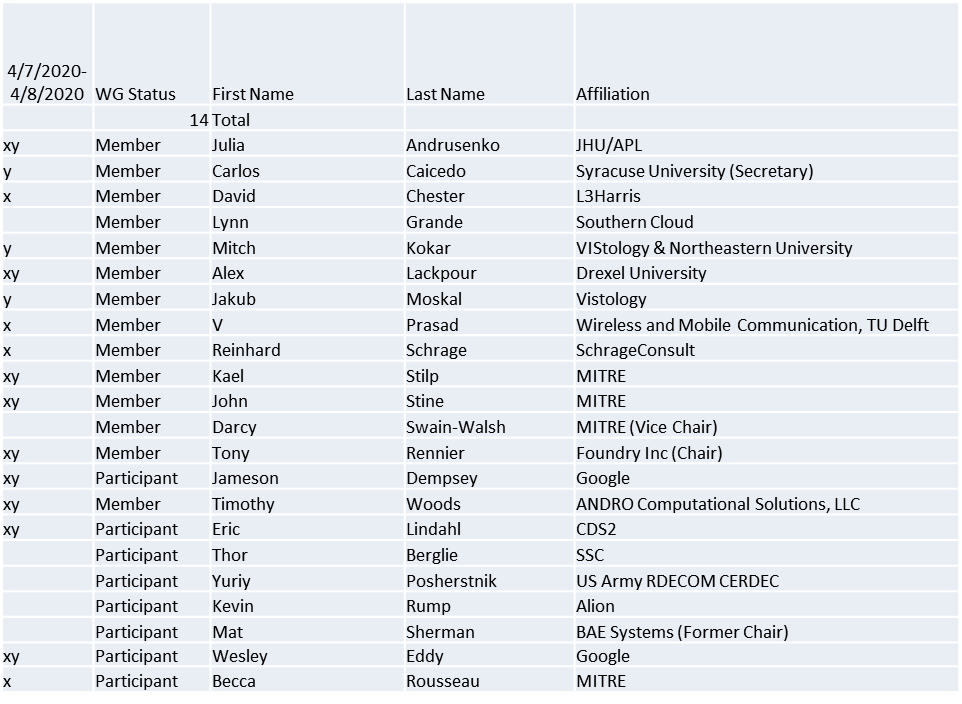 4/7/2020-
4/8/2020 WG Status First Name Last Name Affiliation
14 Total
xy Member Julia Andrusenko JHU/APL
y Member Carlos Caicedo Syracuse University (Secretary)
x Member David Chester L3Harris
Member Lynn Grande Southern Cloud
y Member Mitch Kokar VIStology & Northeastern University
xy Member Alex Lackpour Drexel University
y Member Jakub Moskal Vistology
x Member V Prasad Wireless and Mobile Communication, TU Delft
x Member Reinhard Schrage SchrageConsult
xy Member Kael Stilp MITRE
xy Member John Stine MITRE
Member Darcy Swain-Walsh MITRE (Vice Chair)
xy Member Tony Rennier Foundry Inc (Chair)
xy Participant Jameson Dempsey Google
xy Member Timothy Woods ANDRO Computational Solutions, LLC
xy Participant Eric Lindahl CDS2
Participant Thor Berglie SSC
Participant Yuriy Posherstnik US Army RDECOM CERDEC
Participant Kevin Rump Alion
Participant Mat Sherman BAE Systems (Former Chair)
xy Participant Wesley Eddy Google
x Participant Becca Rousseau MITRE